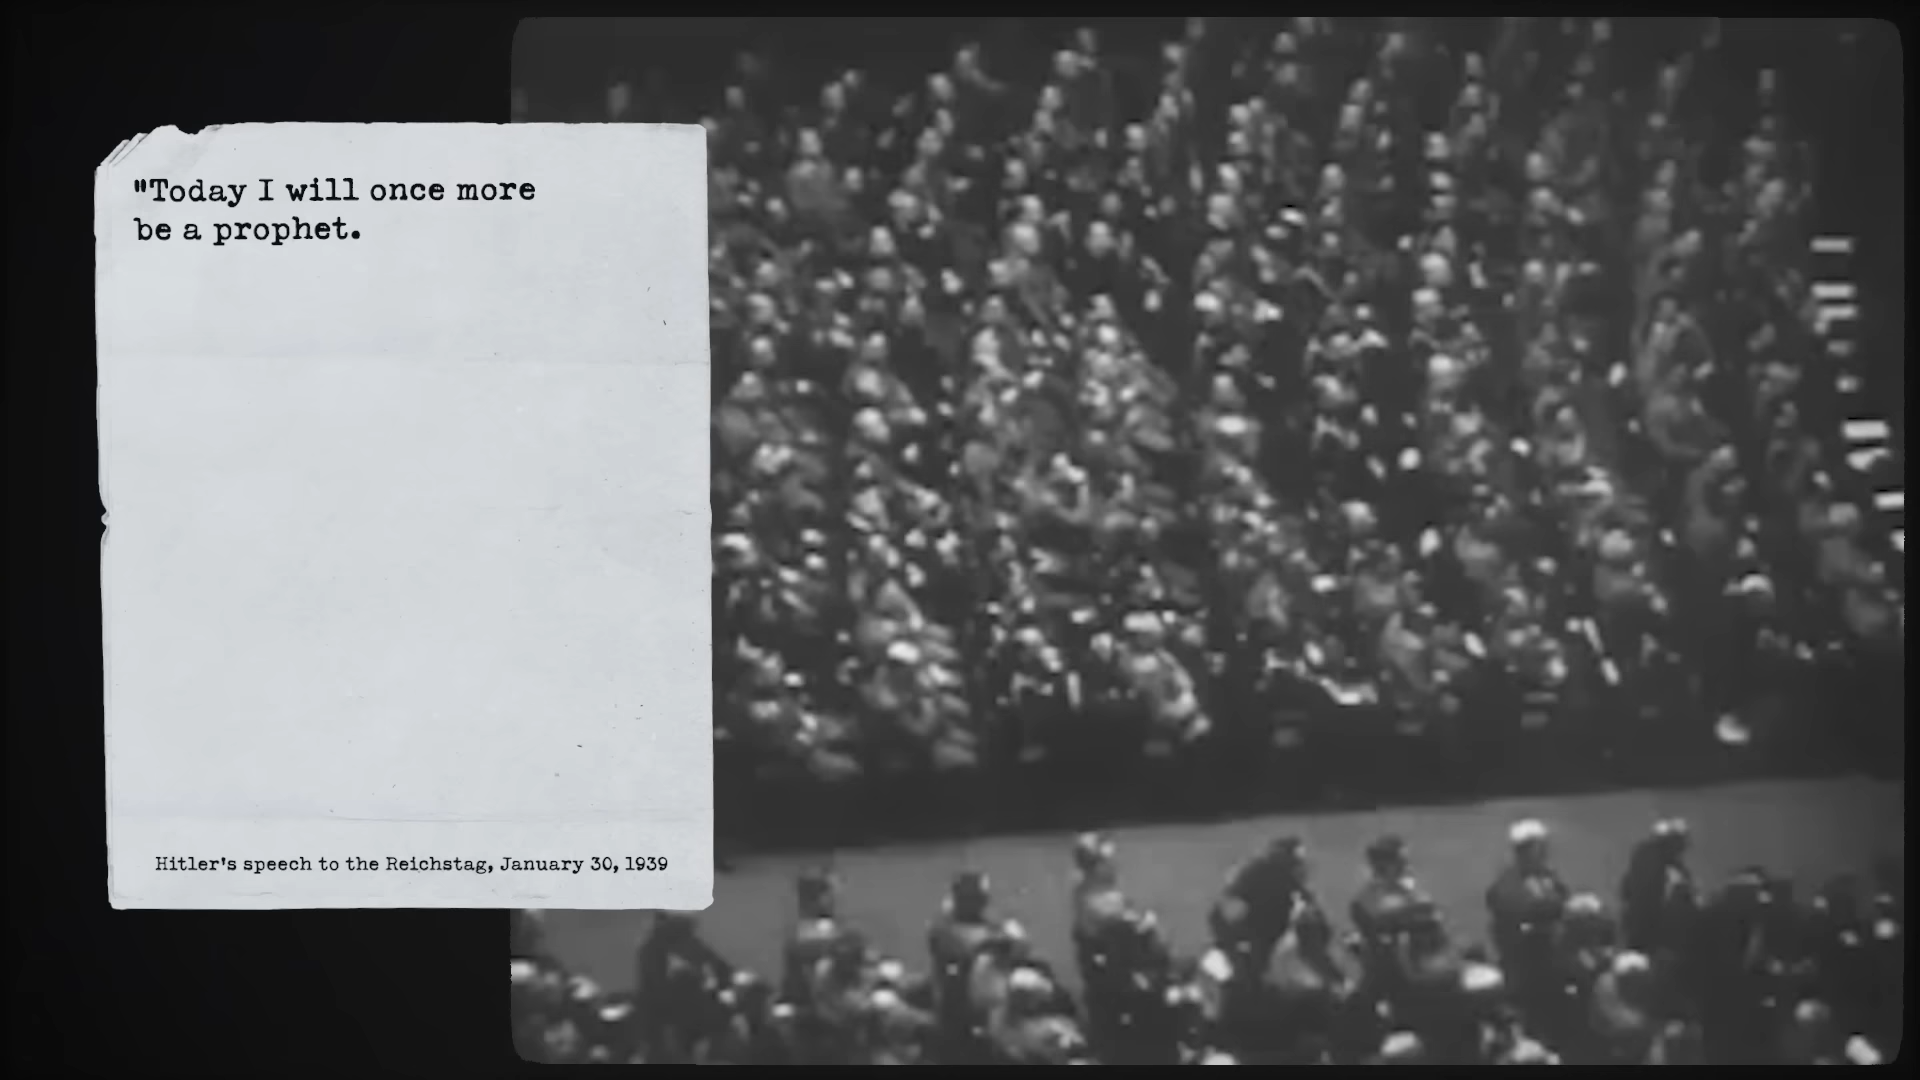 "Today I will once more
be a prophet.
Hitler's speech to the Reichstag, January 30, 1939